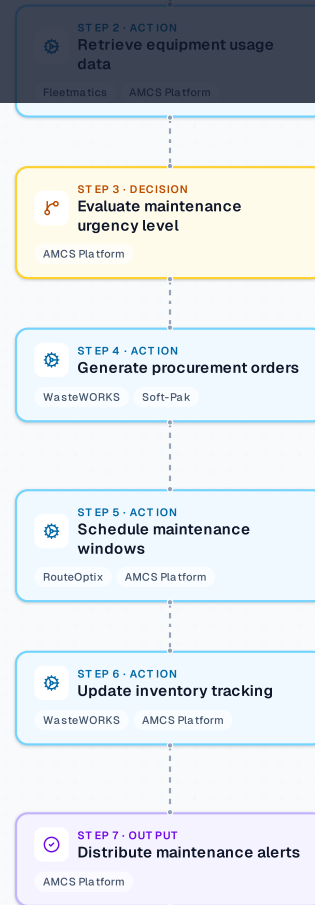 STEP 2 · ACTION
Retrieve equipment usage
data
Fleetmatics AMCS Platform
STEP 3 · DECISION
Evaluate maintenance
urgency level
AMCS Platform
STEP 4 · ACTION
Generate procurement orders
WasteWORKS Soft-Pak
STEP 5 · ACTION
Schedule maintenance
windows
RouteOptix AMCS Platform
STEP 6 · ACTION
Update inventory tracking
WasteWORKS AMCS Platform
STEP 7 · OUTPUT
Distribute maintenance alerts
AMCS Platform